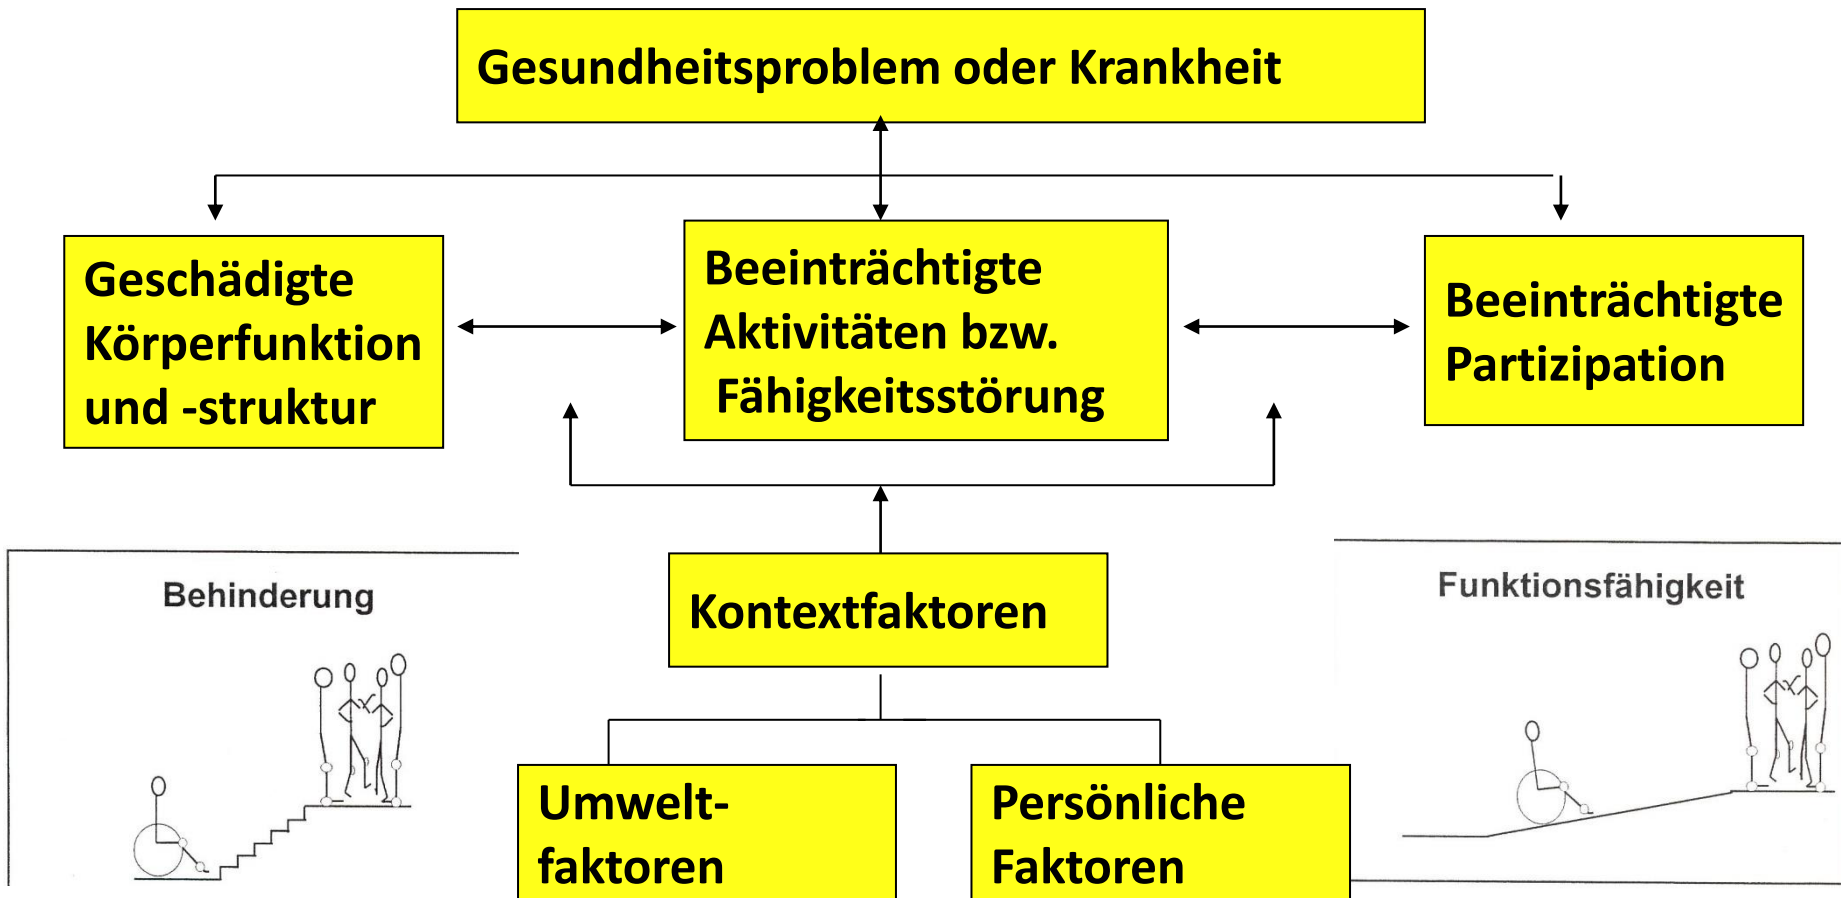 Gesundheitsproblem oder Krankheit
Geschädigte
Körperfunktion
und -struktur
Beeinträchtigte
Aktivitäten bzw.
Fähigkeitsstörung
Beeinträchtigte
Partizipation
Behinderung
Kontextfaktoren
Funktionsfähigkeit
Umwelt-
faktoren
Persönliche
Faktoren